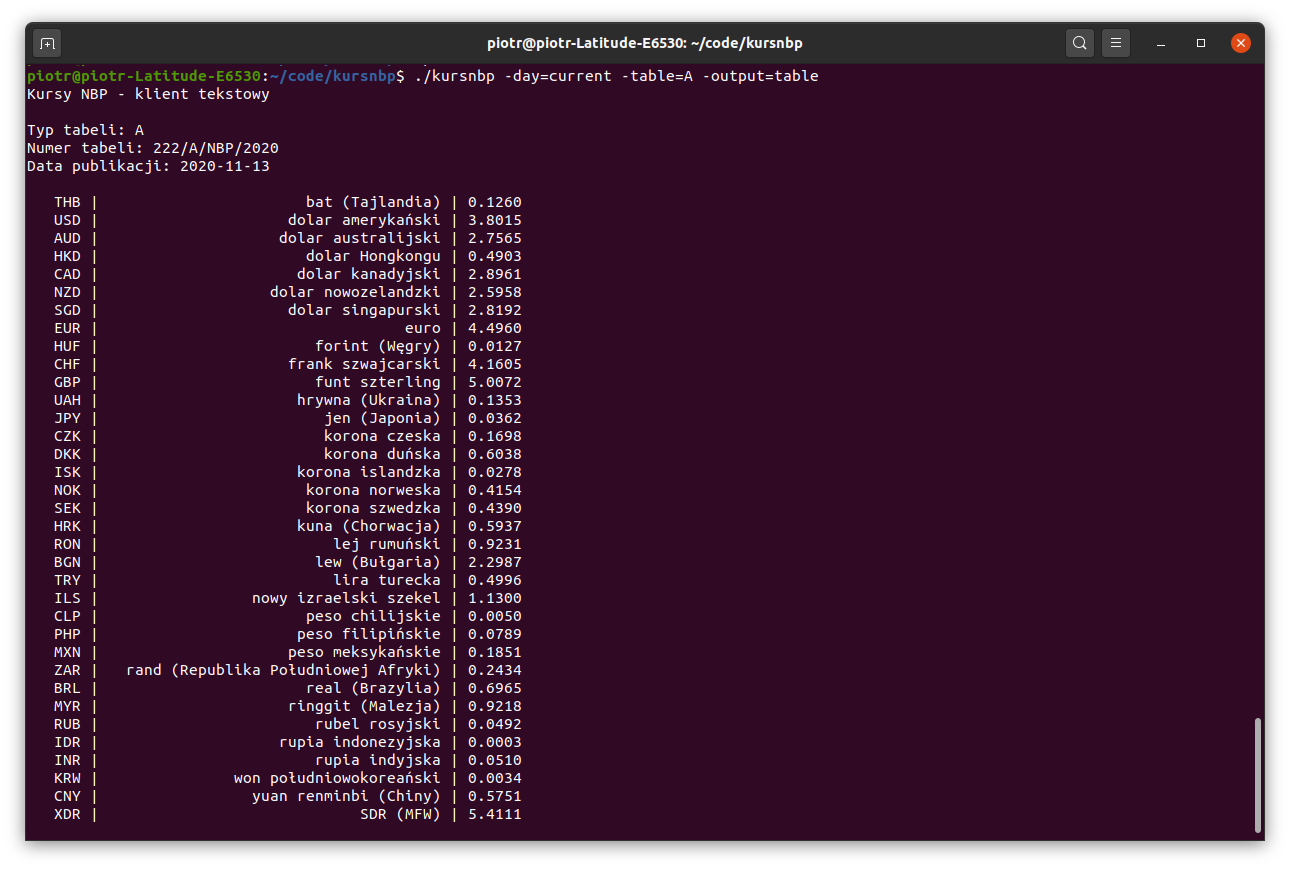 piotr@piotr-Latitude-E6530: ~/code/kursnbp
piotr@piotr-Latitude-E6530:~/code/kursnbp$ ./kursnbp -day=current -table=A -output=table
Kursy NBP - klient tekstowy
Typ tabeli: A
Numer tabeli: 222/A/NBP/2020
Data publikacji: 2020-11-13
THB | bat (Tajlandia) | 0.1260
USD | dolar amerykański | 3.8015
AUD | dolar australijski | 2.7565
HKD | dolar Hongkongu | 0.4903
CAD | dolar kanadyjski | 2.8961
NZD | dolar nowozelandzki | 2.5958
SGD | dolar singapurski | 2.8192
EUR | euro | 4.4960
HUF | forint (Węgry) | 0.0127
CHF | frank szwajcarski | 4.1605
GBP | funt szterling | 5.0072
UAH | hrywna (Ukraina) | 0.1353
JPY | jen (Japonia) | 0.0362
CZK | korona czeska | 0.1698
DKK | korona duńska | 0.6038
ISK | korona islandzka | 0.0278
NOK | korona norweska | 0.4154
SEK | korona szwedzka | 0.4390
HRK | kuna (Chorwacja) | 0.5937
RON | lej rumuński | 0.9231
BGN | lew (Bułgaria) | 2.2987
TRY | lira turecka | 0.4996
ILS | nowy izraelski szekel | 1.1300
CLP | peso chilijskie | 0.0050
PHP | peso filipińskie | 0.0789
MXN | peso meksykańskie | 0.1851
ZAR | rand (Republika Południowej Afryki) | 0.2434
BRL | real (Brazylia) | 0.6965
MYR | ringgit (Malezja) | 0.9218
RUB | rubel rosyjski | 0.0492
IDR | rupia indonezyjska | 0.0003
INR | rupia indyjska | 0.0510
KRW | won południowokoreański | 0.0034
CNY | yuan renminbi (Chiny) | 0.5751
XDR | SDR (MFW) | 5.4111